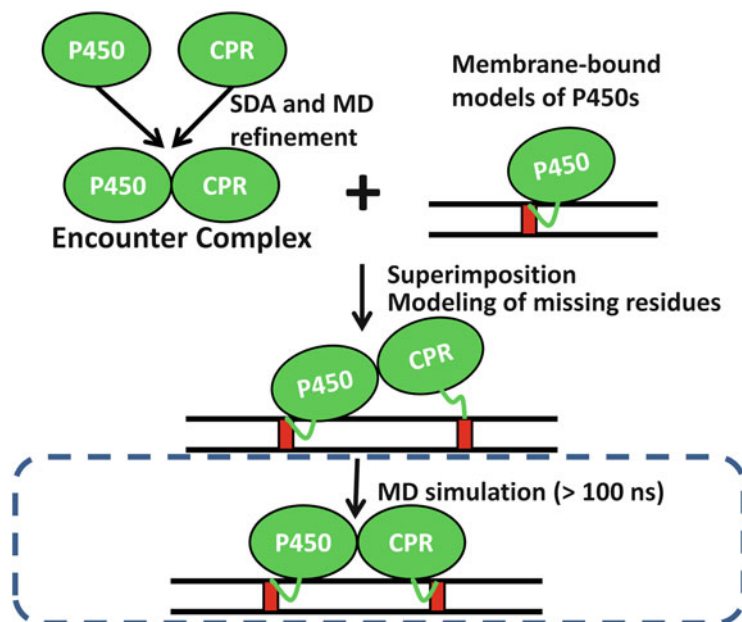 P450
CPR
SDA and MD
refinement
P450
CPR
Encounter Complex
+
Membrane-bound
models of P450s
P450
Superimposition
Modeling of missing residues
P450
CPR
MD simulation (> 100 ns)
P450
CPR